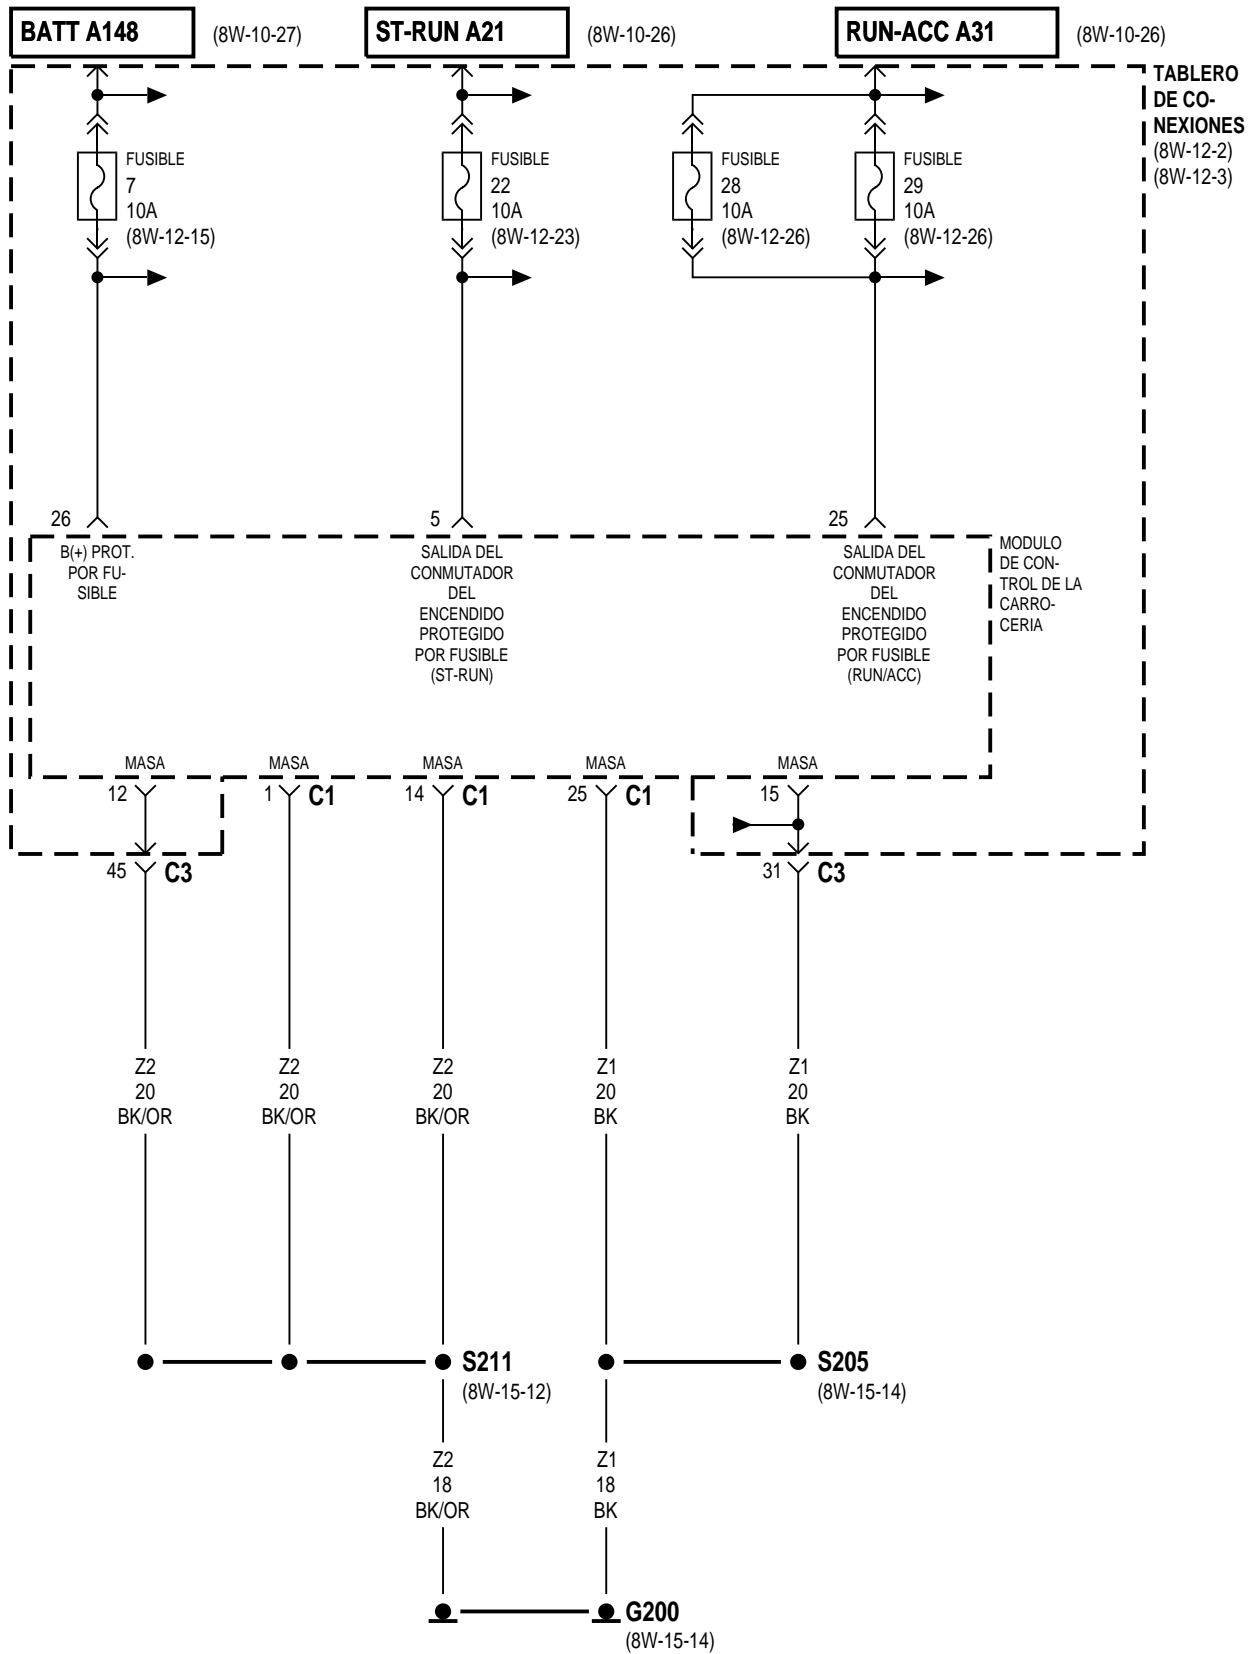 BATT A148 (8W-10-27) ST-RUN A21 (8W-10-26) RUN-ACC A31 (8W-10-26)
TABLERO
DE CO-
NEXIONES
(8W-12-2)
(8W-12-3)
FUSIBLE
7
10A
(8W-12-15)
FUSIBLE
22
10A
(8W-12-23)
FUSIBLE
28
10A
(8W-12-26)
FUSIBLE
29
10A
(8W-12-26)
26
B(+) PROT.
POR FU-
SIBLE
5
SALIDA DEL
CONMUTADOR
DEL
ENCENDIDO
PROTEGIDO
POR FUSIBLE
(ST-RUN)
25
SALIDA DEL
CONMUTADOR
DEL
ENCENDIDO
PROTEGIDO
POR FUSIBLE
(RUN/ACC)
MODULO
DE CON-
TROL DE LA
CARRO-
CERIA
MASA MASA MASA MASA MASA
12 1 C1 14 C1 25 C1 15
45 C3 31 C3
Z2 Z2 Z2 Z1 Z1
20 20 20 20 20
BK/OR BK/OR BK/OR BK BK
S211
(8W-15-12)
S205
(8W-15-14)
Z2 Z1
18 18
BK/OR BK
G200
(8W-15-14)